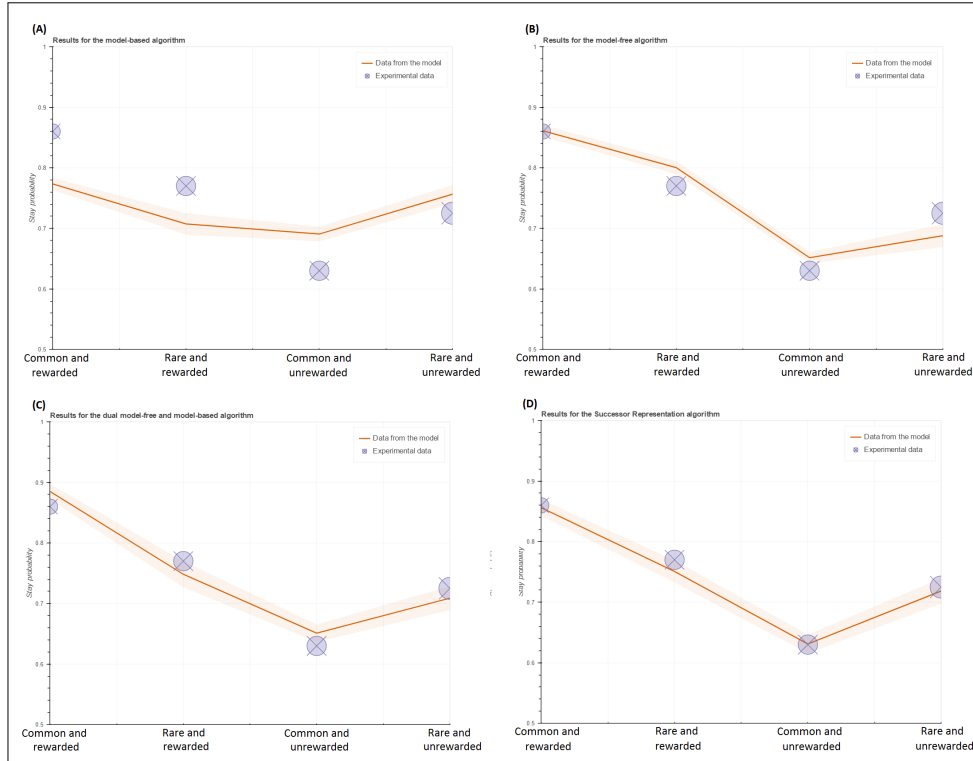 (A)
Results for the model-based algorithm
Data from the model
Experimental data
1
0.9
0.8
0.7
0.6
0.5
Stay probability
Common and
rewarded
Rare and
rewarded
Common and
unrewarded
Rare and
unrewarded
(B)
Results for the model-free algorithm
Data from the model
Experimental data
1
0.9
0.8
0.7
0.6
0.5
Stay probability
Common and
rewarded
Rare and
rewarded
Common and
unrewarded
Rare and
unrewarded
(C)
Results for the dual model-free and model-based algorithm
Data from the model
Experimental data
1
0.9
0.8
0.7
0.6
0.5
Stay probability
Common and
rewarded
Rare and
rewarded
Common and
unrewarded
Rare and
unrewarded
(D)
Results for the Successor Representation algorithm
Data from the model
Experimental data
1
0.9
0.8
0.7
0.6
0.5
Stay probability
Common and
rewarded
Rare and
rewarded
Common and
unrewarded
Rare and
unrewarded